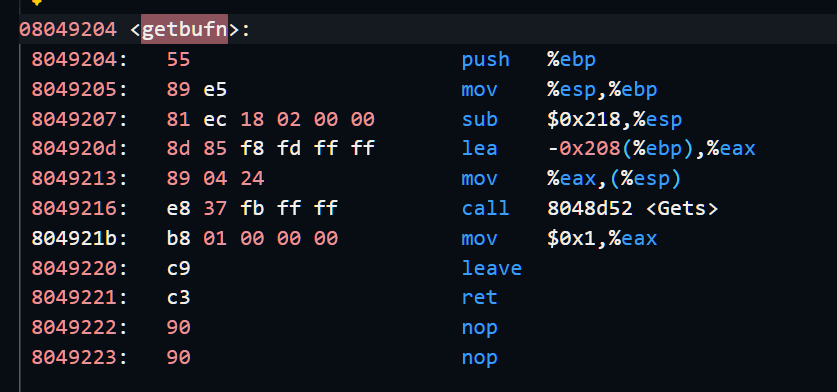 08049204 <getbufn>:
8049204: 55 push %ebp
8049205: 89 e5 mov %esp,%ebp
8049207: 81 ec 18 02 00 00 sub $0x218,%esp
804920d: 8d 85 f8 fd ff ff lea -0x208(%ebp),%eax
8049213: 89 04 24 mov %eax,(%esp)
8049216: e8 37 fb ff ff call 8048d52 <Gets>
804921b: b8 01 00 00 00 mov $0x1,%eax
8049220: c9 leave
8049221: c3 ret
8049222: 90 nop
8049223: 90 nop